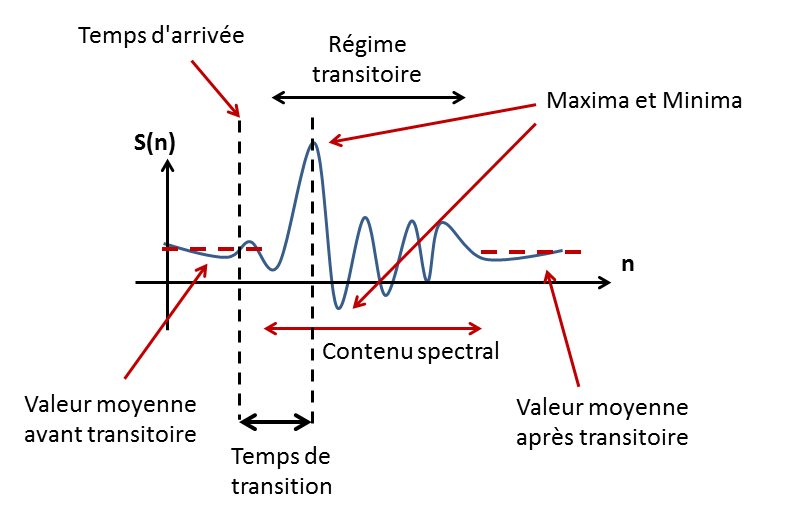 Temps d'arrivée
Régime
transitoire
Maxima et Minima
S(n)
n
Contenu spectral
Valeur moyenne
avant transitoire
Valeur moyenne
après transitoire
Temps de
transition